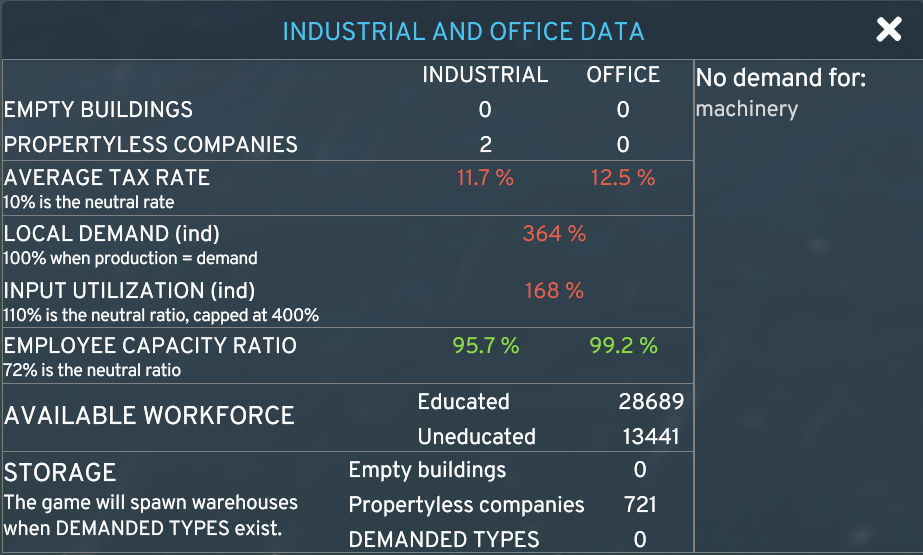 INDUSTRIAL AND OFFICE DATA
INDUSTRIAL OFFICE
EMPTY BUILDINGS 0 0
PROPERTYLESS COMPANIES 2 0
AVERAGE TAX RATE 11.7 % 12.5 %
10% is the neutral rate
LOCAL DEMAND (ind) 364 %
100% when production = demand
INPUT UTILIZATION (ind) 168 %
110% is the neutral ratio, capped at 400%
EMPLOYEE CAPACITY RATIO 95.7 % 99.2 %
72% is the neutral ratio
AVAILABLE WORKFORCE
Educated 28689
Uneducated 13441
STORAGE
The game will spawn warehouses
when DEMANDED TYPES exist.
Empty buildings 0
Propertyless companies 721
DEMANDED TYPES 0
No demand for:
machinery